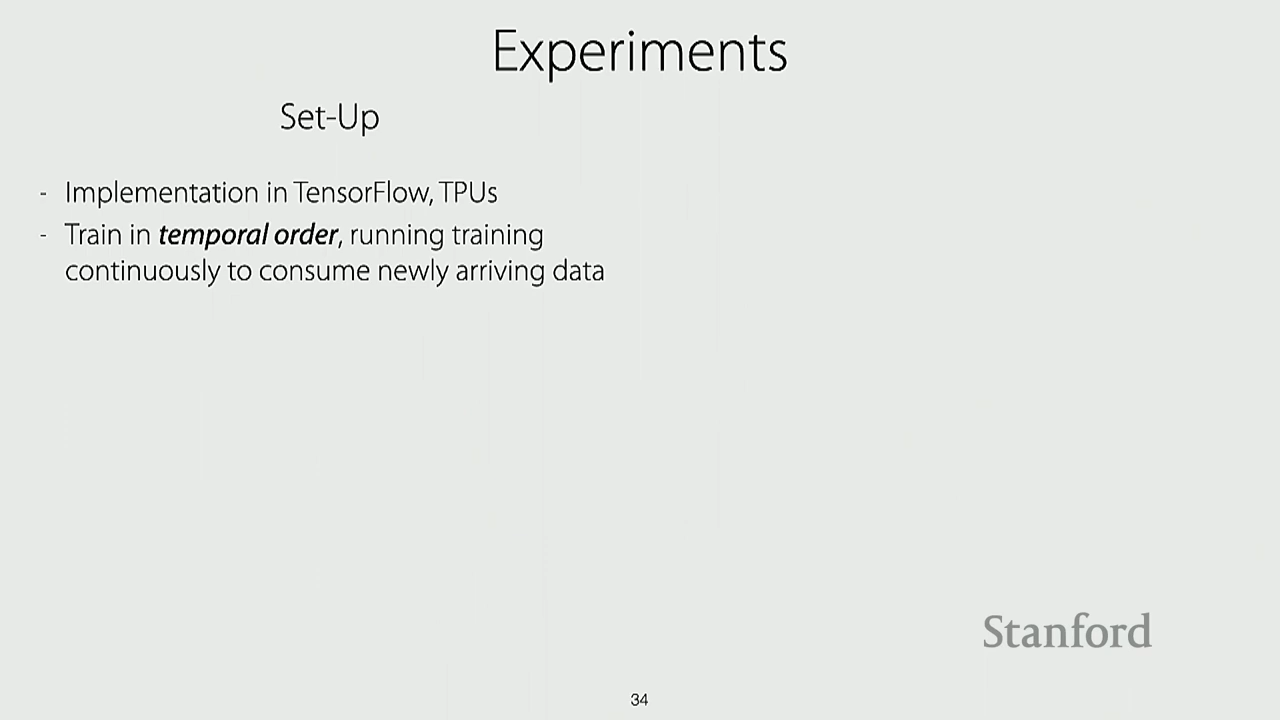 Experiments
Set-Up
- Implementation in TensorFlow, TPUs
- Train in temporal order, running training
continuously to consume newly arriving data
Stanford
34